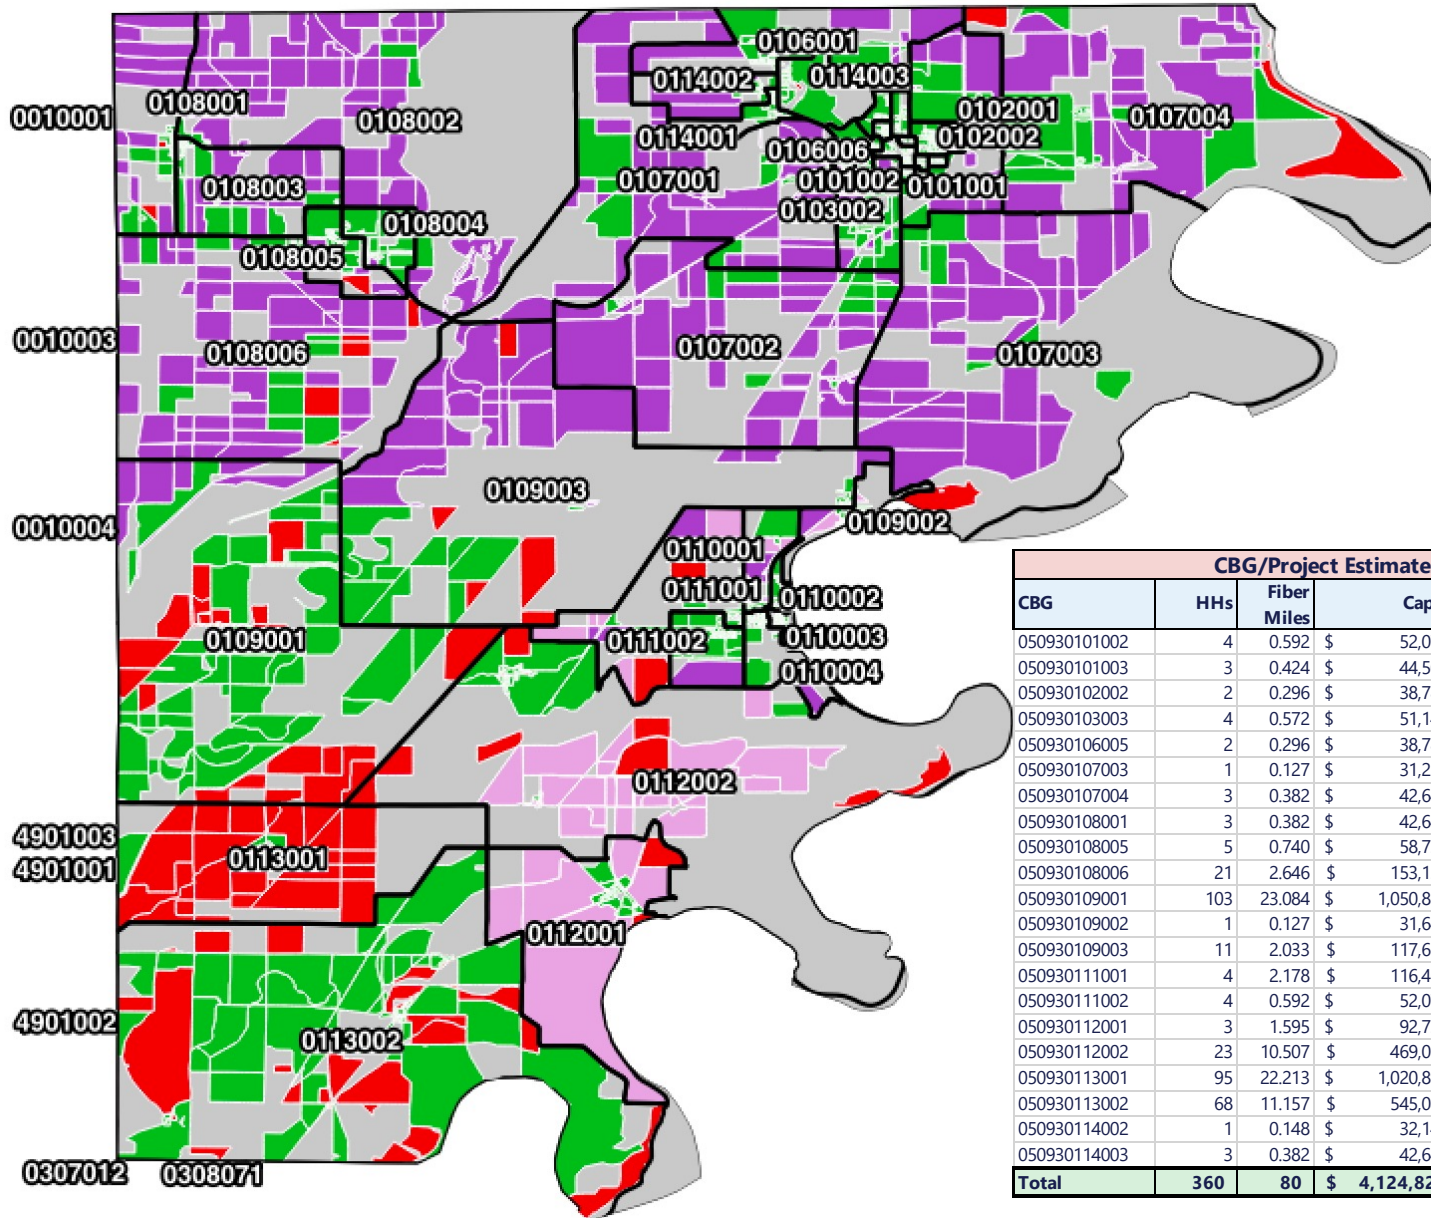 0106001
0114002 0114003
0010001 0108001 0108002 0102001 0107004
0114001 0106006 0102002
0108003 0107001 0101002 0101001
0108004 0103002
0108005
0010003 0108006 0107002 0107003
0109003
0010004 0109002
0110001
0111001 0110002
0109001 0111002 0110003
0110004
0112002
4901003
0113001
4901001
0112001
4901002
0113002
0307012 0308071
CBG/Project Estimate
CBG HHs Fiber Miles Cap
050930101002 4 0.592 $ 52,0
050930101003 3 0.424 $ 44,5
050930102002 2 0.296 $ 38,7
050930103003 4 0.572 $ 51,1
050930106005 2 0.296 $ 38,7
050930107003 1 0.127 $ 31,2
050930107004 3 0.382 $ 42,6
050930108001 3 0.382 $ 42,6
050930108005 5 0.740 $ 58,7
050930108006 21 2.646 $ 153,1
050930109001 103 23.084 $ 1,050,8
050930109002 1 0.127 $ 31,6
050930109003 11 2.033 $ 117,6
050930111001 4 2.178 $ 116,4
050930111002 4 0.592 $ 52,0
050930112001 3 1.595 $ 92,7
050930112002 23 10.507 $ 469,0
050930113001 95 22.213 $ 1,020,8
050930113002 68 11.157 $ 545,0
050930114002 1 0.148 $ 32,1
050930114003 3 0.382 $ 42,6
Total 360 80 $ 4,124,82